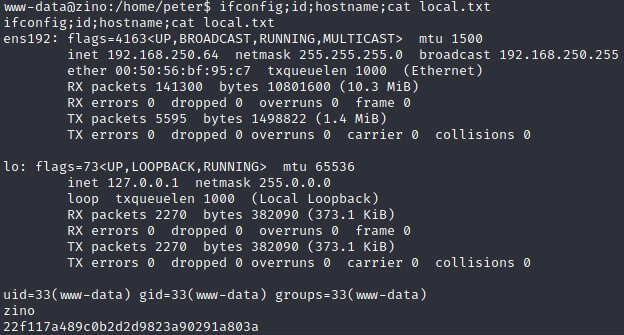 www-data@zino:/home/peter$ ifconfig;id;hostname;cat local.txt
ifconfig;id;hostname;cat local.txt
ens192: flags=4163<UP,BROADCAST,RUNNING,MULTICAST>  mtu 1500
        inet 192.168.250.64  netmask 255.255.255.0  broadcast 192.168.250.255
        ether 00:50:56:bf:95:c7  txqueuelen 1000  (Ethernet)
        RX packets 141300  bytes 10801600 (10.3 MiB)
        RX errors 0  dropped 0  overruns 0  frame 0
        TX packets 5595  bytes 1498822 (1.4 MiB)
        TX errors 0  dropped 0 overruns 0  carrier 0  collisions 0

lo: flags=73<UP,LOOPBACK,RUNNING>  mtu 65536
        inet 127.0.0.1  netmask 255.0.0.0
        loop  txqueuelen 1000  (Local Loopback)
        RX packets 2270  bytes 382090 (373.1 KiB)
        RX errors 0  dropped 0  overruns 0  frame 0
        TX packets 2270  bytes 382090 (373.1 KiB)
        TX errors 0  dropped 0 overruns 0  carrier 0  collisions 0

uid=33(www-data) gid=33(www-data) groups=33(www-data)
zino
22f117a489c0b2d2d9823a90291a803a